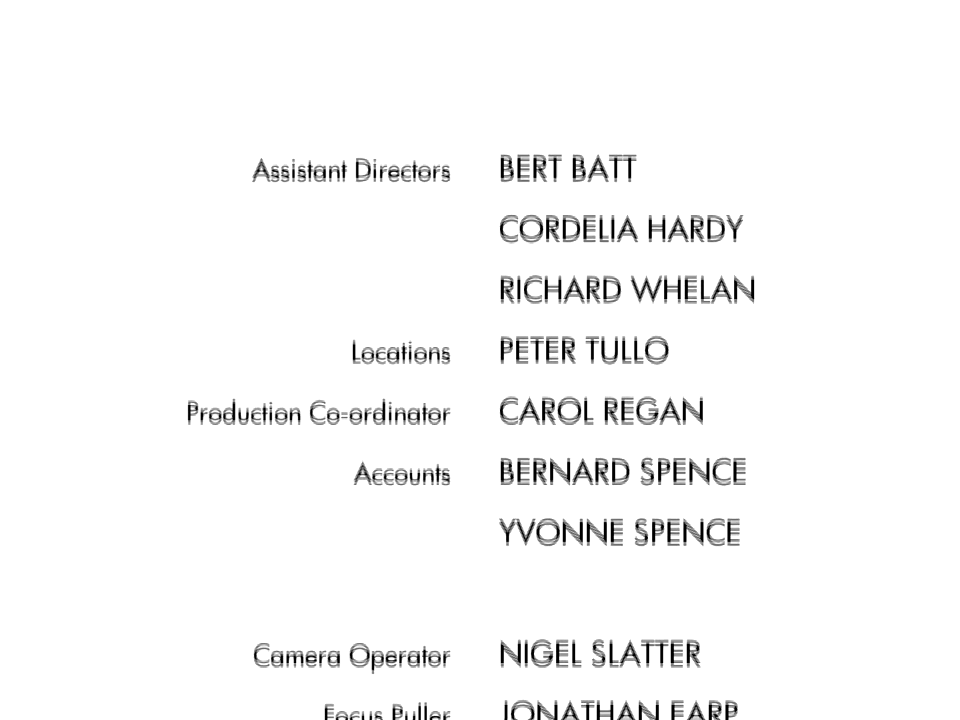 Assistant Directors BERT BATT
CORDELIA HARDY
RICHARD WHELAN
Locations PETER TULLO
Production Co-ordinator CAROL REGAN
Accounts BERNARD SPENCE
YVONNE SPENCE
Camera Operator NIGEL SLATTER
Focus Puller JONATHAN EARP